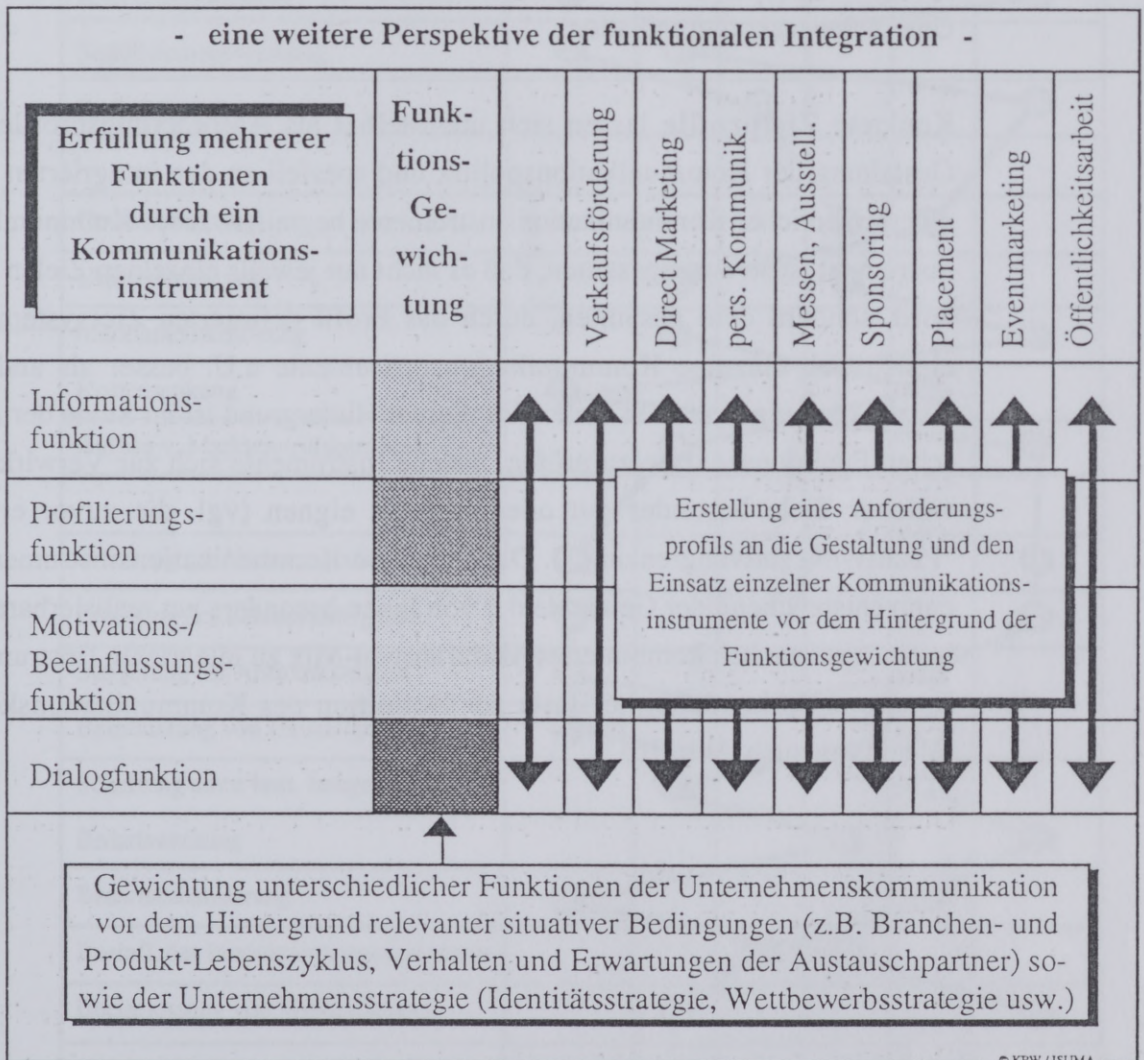 - eine weitere Perspektive der funktionalen Integration -
Erfüllung mehrerer
Funktionen
durch ein
Kommunikations-
instrument
Funk-
tions-
Ge-
wich-
tung
Verkaufsförderung
Direct Marketing
pers. Kommunik.
Messen, Ausstell.
Sponsoring
Placement
Eventmarketing
Öffentlichkeitsarbeit
Informations-
funktion
Profilierungs-
funktion
Motivations-/
Beeinflussungs-
funktion
Dialogfunktion
Erstellung eines Anforderungs-
profils an die Gestaltung und den
Einsatz einzelner Kommunikations-
instrumente vor dem Hintergrund der
Funktionsgewichtung
Gewichtung unterschiedlicher Funktionen der Unternehmenskommunikation
vor dem Hintergrund relevanter situativer Bedingungen (z.B. Branchen- und
Produkt-Lebenszyklus, Verhalten und Erwartungen der Austauschpartner) so-
wie der Unternehmensstrategie (Identitätsstrategie, Wettbewerbsstrategie usw.)